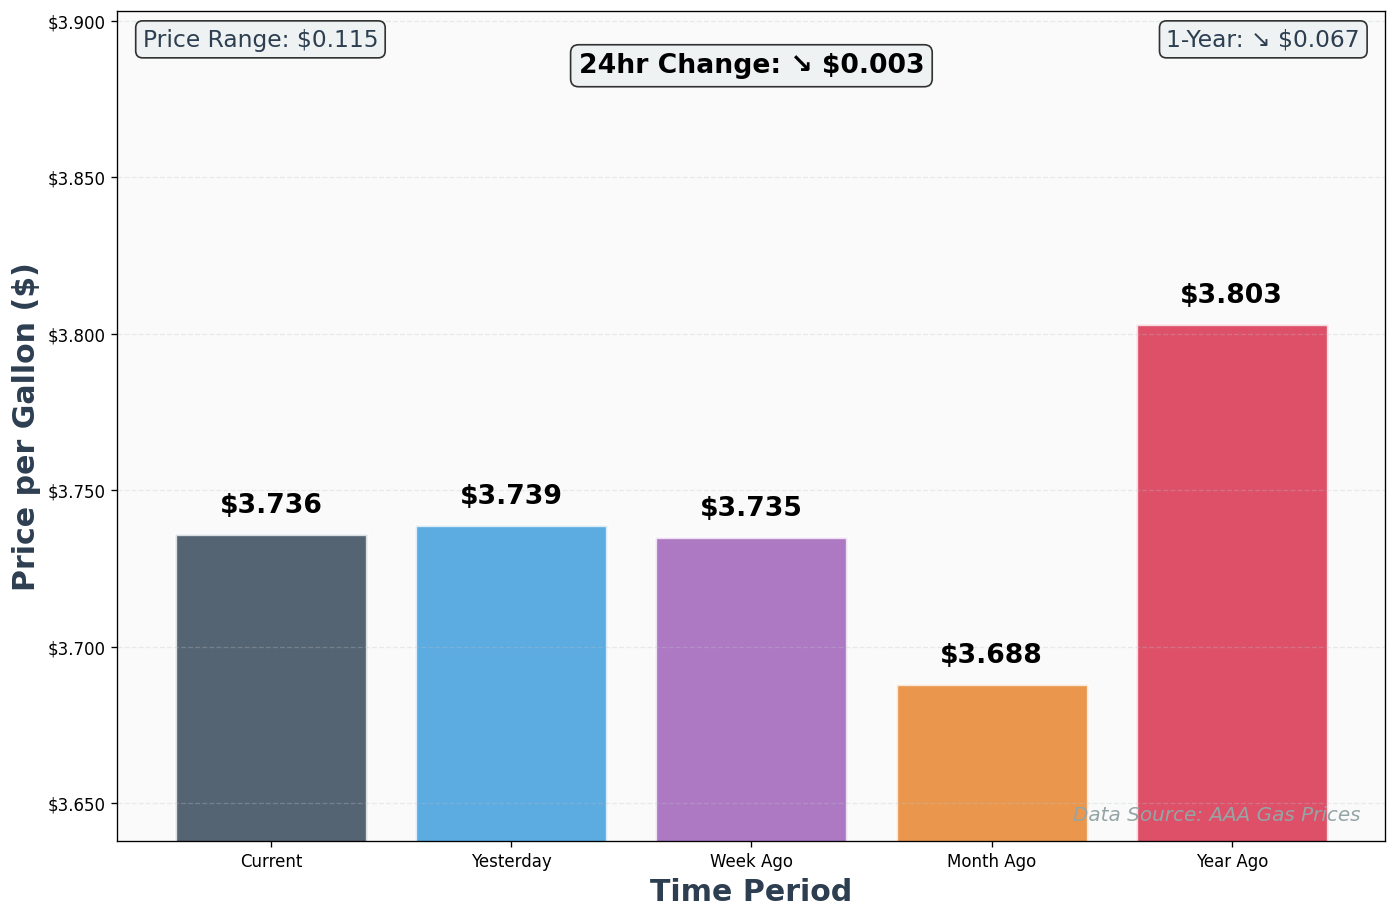 Price Range: $0.115
24hr Change: ↘ $0.003
1-Year: ↘ $0.067
Price per Gallon ($)
$3.900
$3.850
$3.800
$3.750
$3.700
$3.650
$3.736
$3.739
$3.735
$3.688
$3.803
Data Source: AAA Gas Prices
Current
Yesterday
Week Ago
Month Ago
Year Ago
Time Period